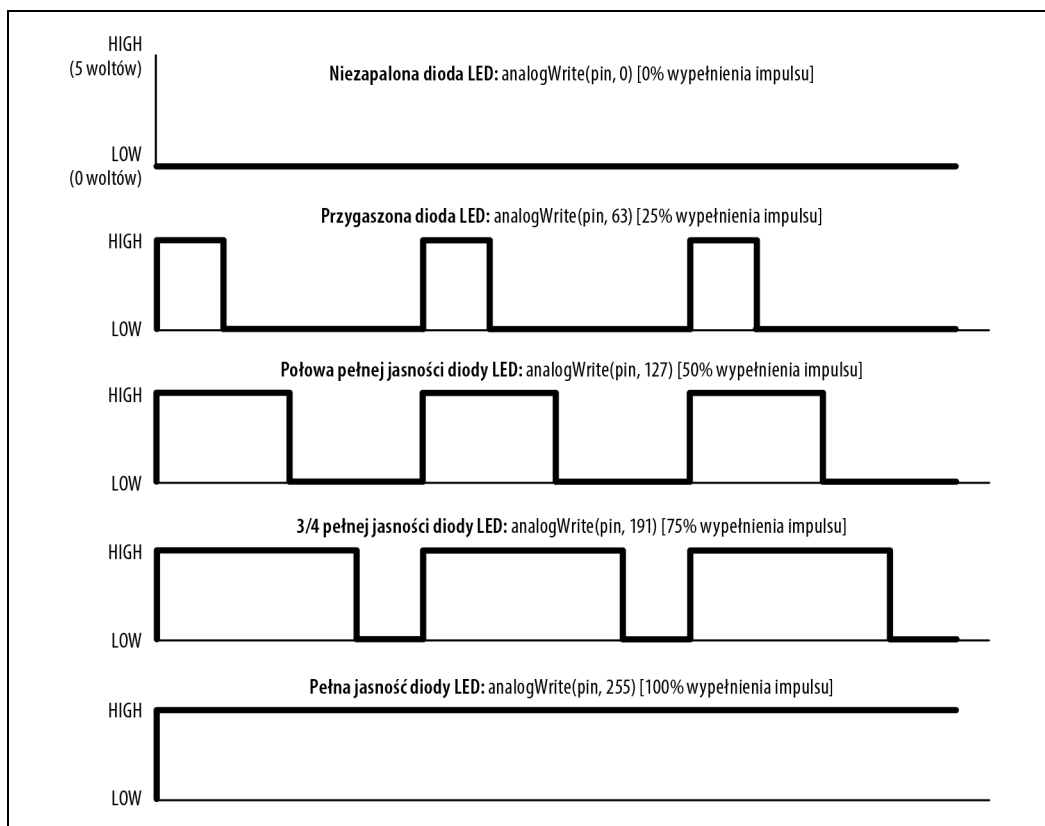 HIGH
(5 woltów)
Niezapalona dioda LED: analogWrite(pin, 0) [0% wypełnienia impulsu]
LOW
(0 woltów)
Przygaszona dioda LED: analogWrite(pin, 63) [25% wypełnienia impulsu]
HIGH
LOW
Połowa pełnej jasności diody LED: analogWrite(pin, 127) [50% wypełnienia impulsu]
HIGH
LOW
3/4 pełnej jasności diody LED: analogWrite(pin, 191) [75% wypełnienia impulsu]
HIGH
LOW
Pełna jasność diody LED: analogWrite(pin, 255) [100% wypełnienia impulsu]
HIGH
LOW